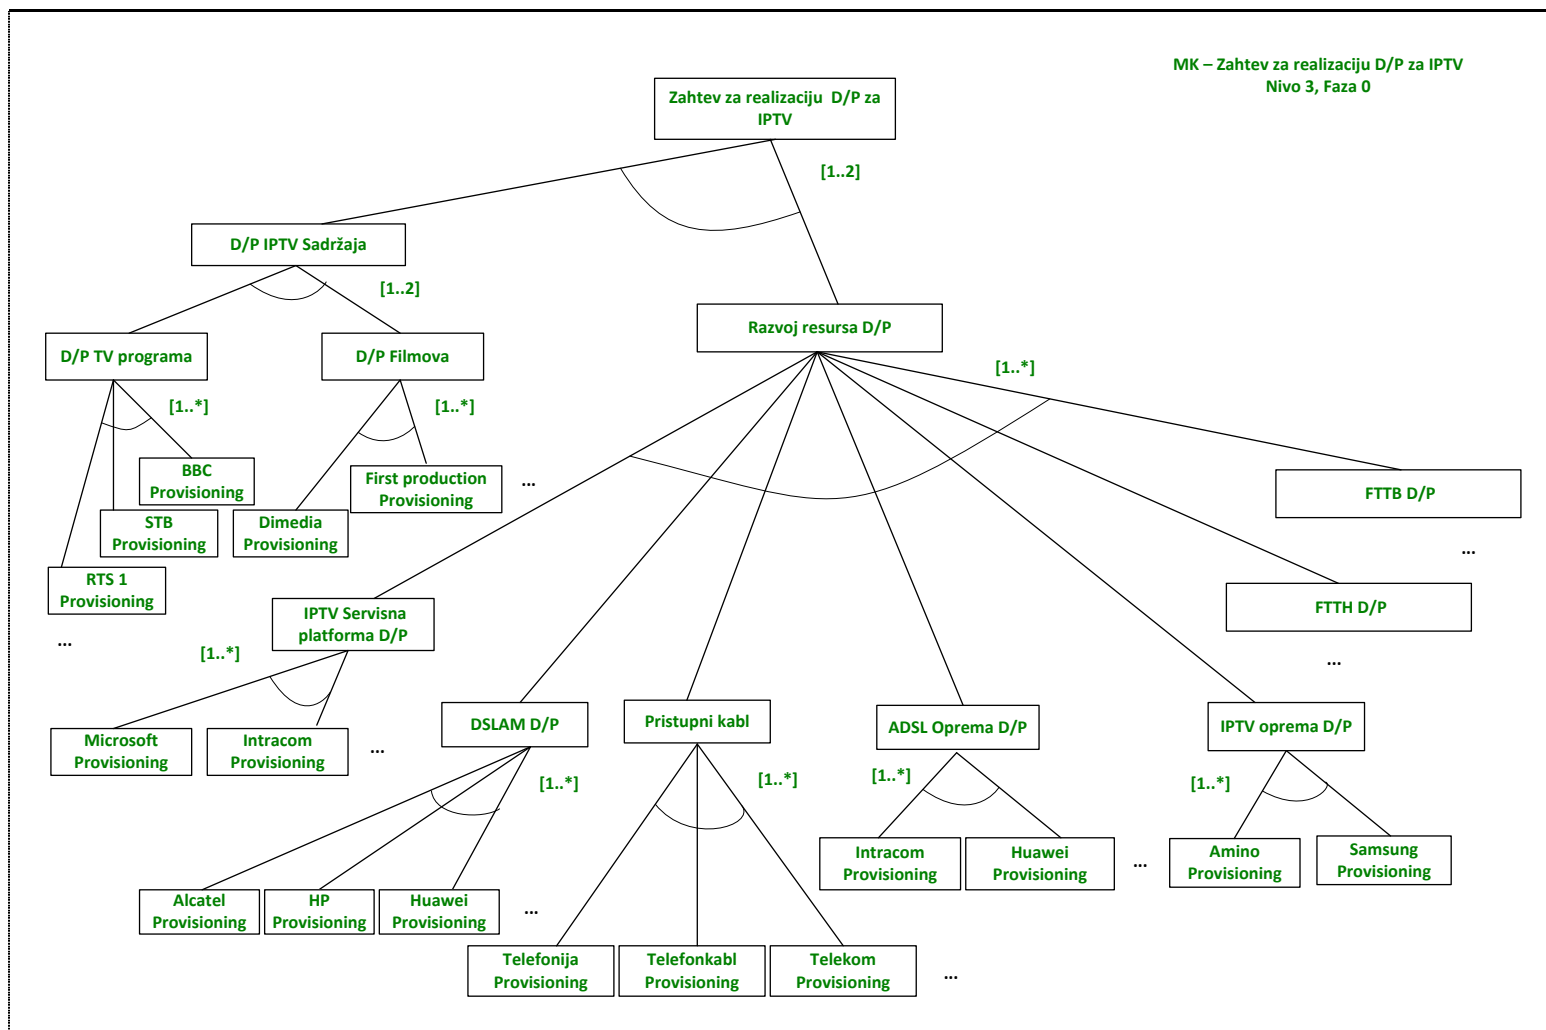 MK – Zahtev za realizaciju D/P za IPTV
Nivo 3, Faza 0
Zahtev za realizaciju D/P za
IPTV
[1..2]
D/P IPTV Sadržaja
[1..2]
Razvoj resursa D/P
[1..*]
D/P TV programa
[1..*]
D/P Filmova
[1..*]
BBC
Provisioning
First production
Provisioning
...
STB
Provisioning
Dimedia
Provisioning
RTS 1
Provisioning
...
FTTB D/P
...
FTTH D/P
...
IPTV Servisna
platforma D/P
[1..*]
Microsoft
Provisioning
Intracom
Provisioning
...
DSLAM D/P
[1..*]
Pristupni kabl
[1..*]
ADSL Oprema D/P
[1..*]
IPTV oprema D/P
[1..*]
Intracom
Provisioning
Huawei
Provisioning
...
Amino
Provisioning
Samsung
Provisioning
Alcatel
Provisioning
HP
Provisioning
Huawei
Provisioning
...
Telefonija
Provisioning
Telefonkabl
Provisioning
Telekom
Provisioning
...